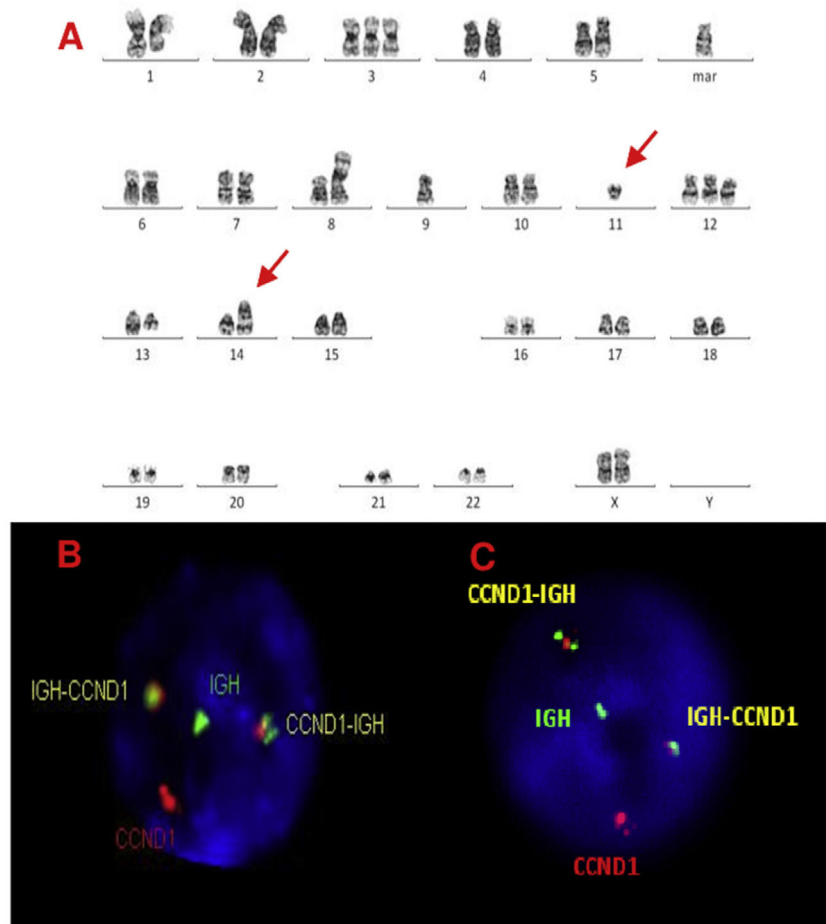 A
1 2 3 4 5 mar
6 7 8 9 10 11 12
13 14 15 16 17 18
19 20 21 22 X Y
B
IGH-CCND1
IGH
CCND1-IGH
CCND1
C
CCND1-IGH
IGH
IGH-CCND1
CCND1